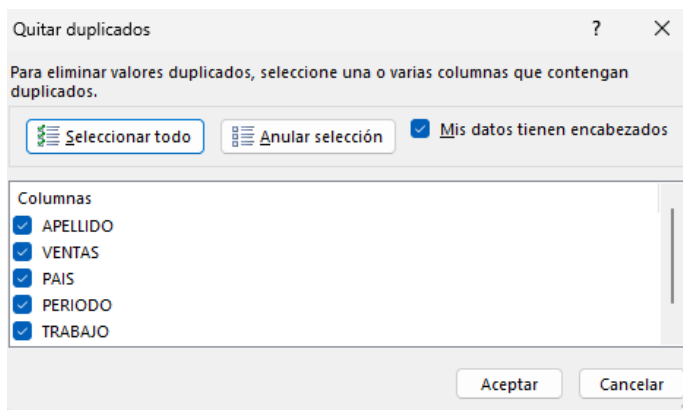 Quitar duplicados
Para eliminar valores duplicados, seleccione una o varias columnas que contengan
duplicados.
Seleccionar todo
Anular selección
Mis datos tienen encabezados
Columnas
APELLIDO
VENTAS
PAIS
PERIODO
TRABAJO
Aceptar
Cancelar